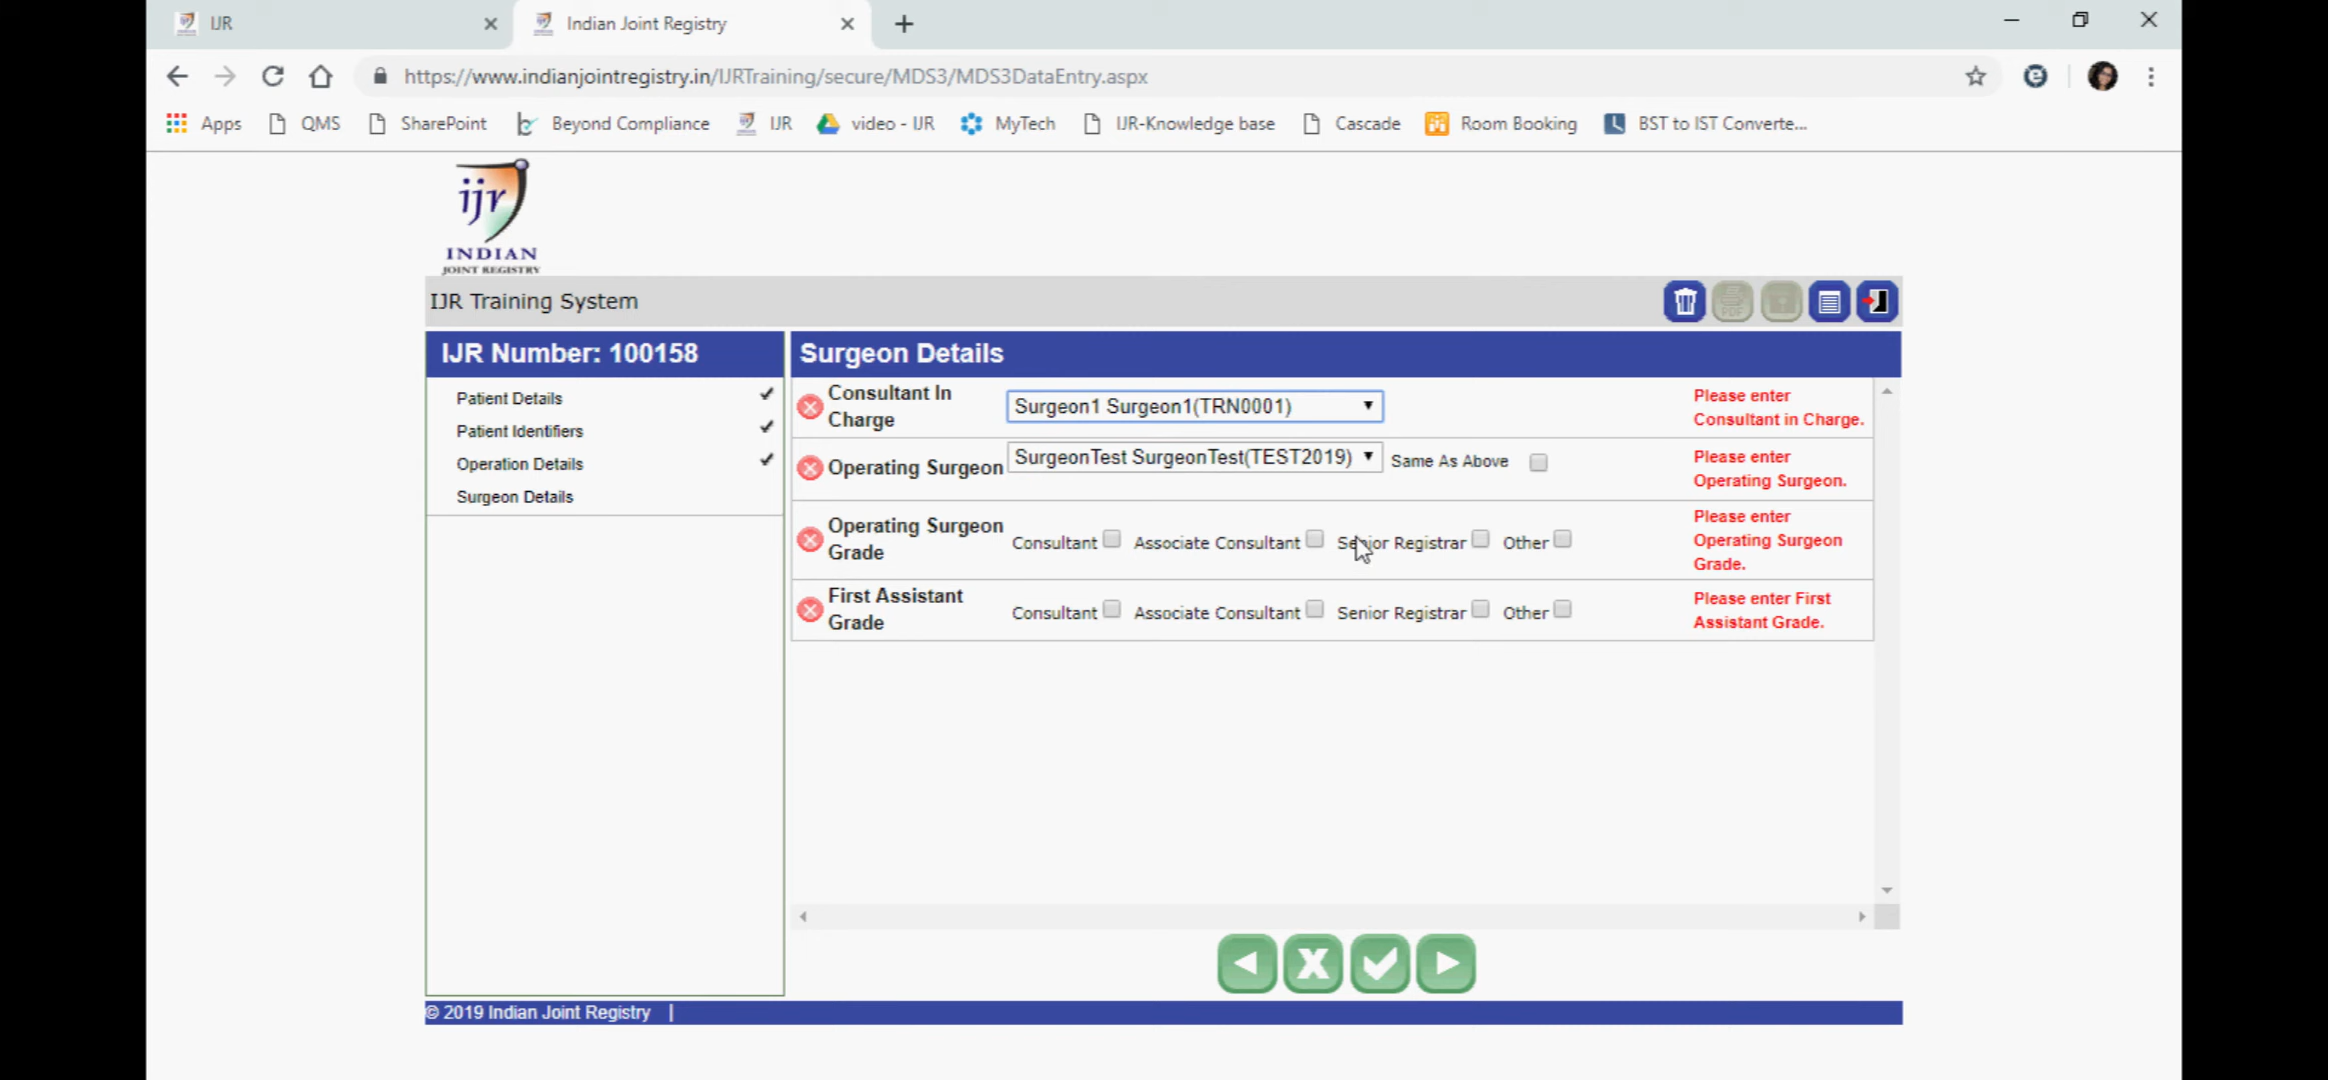 IJR
Indian Joint Registry
https://www.indianjointregistry.in/IJRTraining/secure/MDS3/MDS3DataEntry.aspx
Apps
QMS
SharePoint
Beyond Compliance
IJR
video - IJR
MyTech
IJR-Knowledge base
Cascade
Room Booking
BST to IST Converte...
ijr
INDIAN
JOINT REGISTRY
IJR Training System
PDF
IJR Number: 100158
Patient Details
Patient Identifiers
Operation Details
Surgeon Details
Surgeon Details
Consultant In
Charge
Surgeon1 Surgeon1(TRN0001)
Please enter
Consultant in Charge.
Operating Surgeon
SurgeonTest SurgeonTest(TEST2019)
Same As Above
Please enter
Operating Surgeon.
Operating Surgeon
Grade
Consultant
Associate Consultant
Senior Registrar
Other
Please enter
Operating Surgeon
Grade.
First Assistant
Grade
Consultant
Associate Consultant
Senior Registrar
Other
Please enter First
Assistant Grade.
© 2019 Indian Joint Registry |